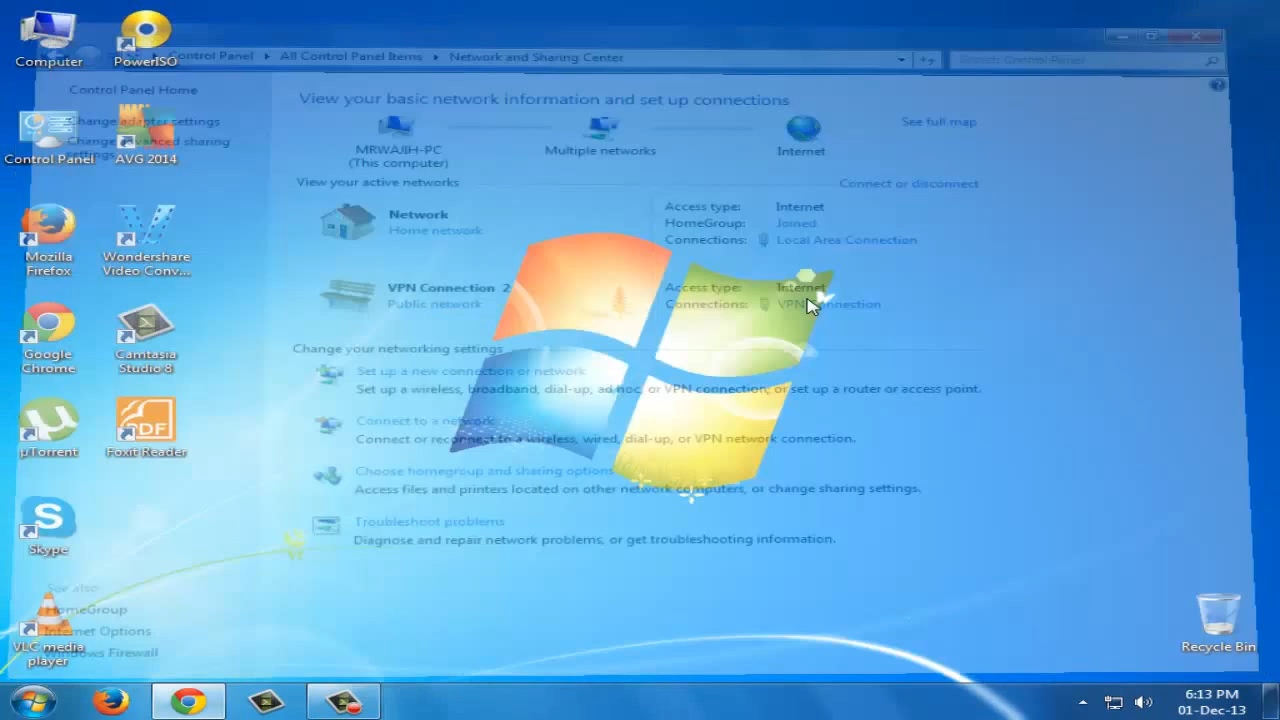 Computer
PowerISO
Control Panel
AVG 2014
Mozilla
Firefox
Wondershare
Video Conv...
Google
Chrome
Camtasia
Studio 8
µTorrent
Foxit Reader
Skype
VLC media
player
Recycle Bin
Control Panel
All Control Panel Items
Network and Sharing Center
Search Control Panel
Control Panel Home
Change adapter settings
Change advanced sharing
settings
View your basic network information and set up connections
See full map
MRWAJIH-PC
(This computer)
Multiple networks
Internet
View your active networks
Connect or disconnect
Network
Home network
Access type: Internet
HomeGroup: Joined
Connections: Local Area Connection
VPN Connection 2
Public network
Access type: Internet
Connections: VPN Connection
Change your networking settings
Set up a new connection or network
Set up a wireless, broadband, dial-up, ad hoc, or VPN connection; or set up a router or access point.
Connect to a network
Connect or reconnect to a wireless, wired, dial-up, or VPN network connection.
Choose homegroup and sharing options
Access files and printers located on other network computers, or change sharing settings.
Troubleshoot problems
Diagnose and repair network problems, or get troubleshooting information.
See also
HomeGroup
Internet Options
Windows Firewall
6:13 PM
01-Dec-13